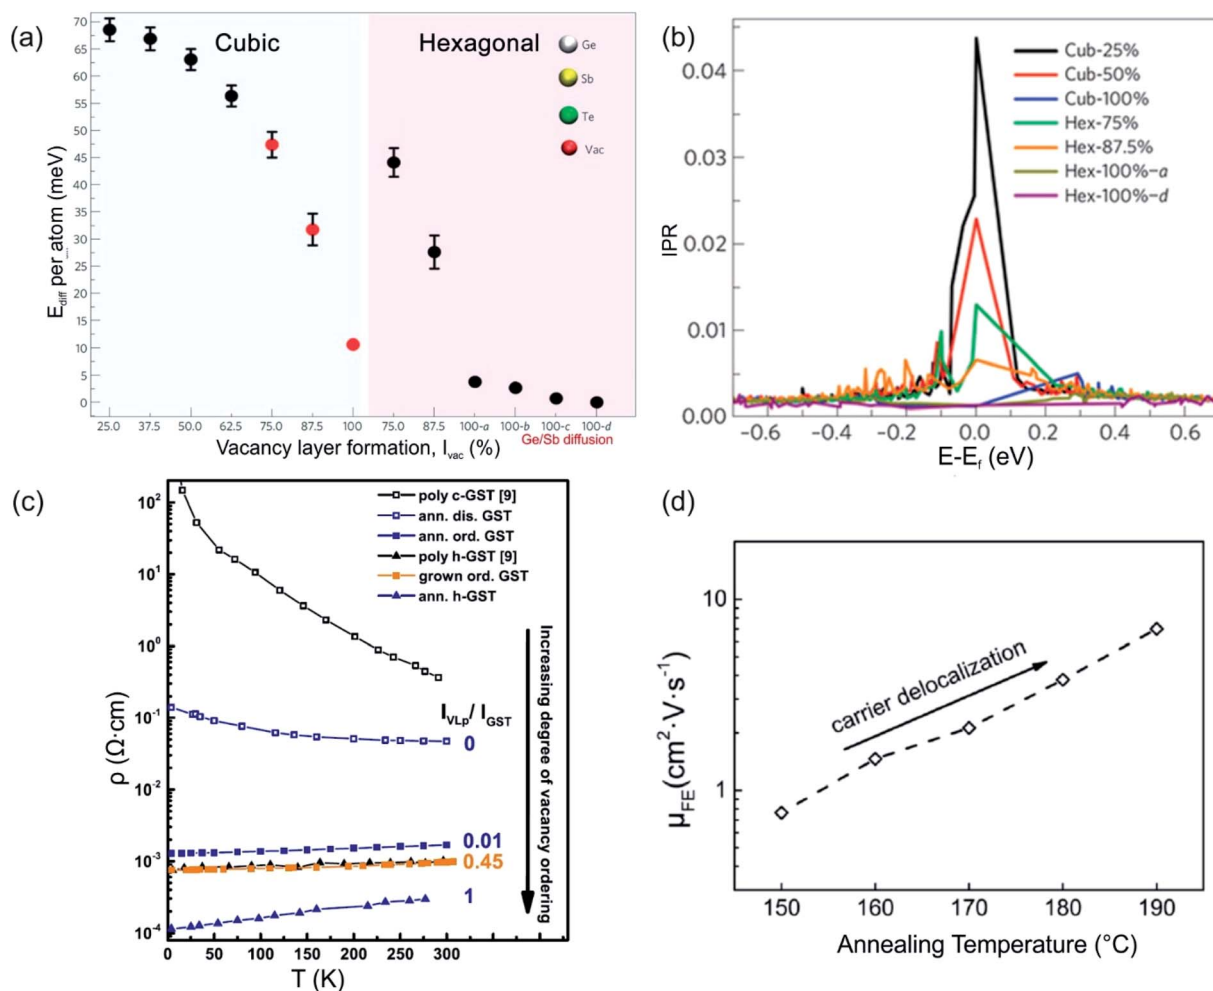 (a)
Cubic
Hexagonal
Ge
Sb
Te
Vac
E_diff per atom (meV)
70
65
60
55
50
45
40
35
30
25
20
15
10
5
0
25.0 37.5 50.0 62.5 75.0 87.5 100 75.0 87.5 100-a 100-b 100-c 100-d
Vacancy layer formation, I_vac (%)
Ge/Sb diffusion
(b)
Cub-25%
Cub-50%
Cub-100%
Hex-75%
Hex-87.5%
Hex-100%-a
Hex-100%-d
IPR
0.04
0.03
0.02
0.01
0.00
−0.6 −0.4 −0.2 0.0 0.2 0.4 0.6
E-E_f (eV)
(c)
poly c-GST [9]
ann. dis. GST
ann. ord. GST
poly h-GST [9]
grown ord. GST
ann. h-GST
Increasing degree of vacancy ordering
I_VLp/ I_GST
0
0.01
0.45
1
ρ (Ω·cm)
10^2
10^1
10^0
10^-1
10^-2
10^-3
10^-4
0 50 100 150 200 250 300 350 400
T (K)
(d)
carrier delocalization
μ_FE(cm^2·V·s^-1)
10
1
150 160 170 180 190
Annealing Temperature (°C)